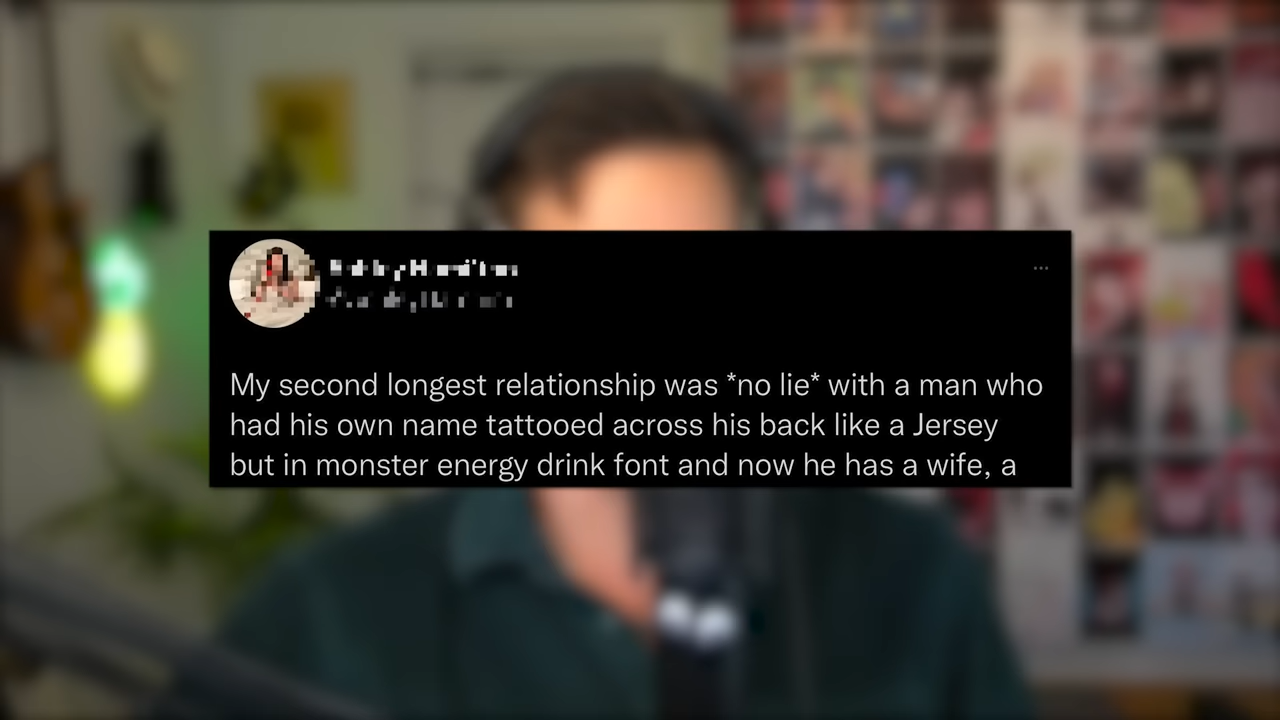 My second longest relationship was *no lie* with a man who
had his own name tattooed across his back like a Jersey
but in monster energy drink font and now he has a wife, a